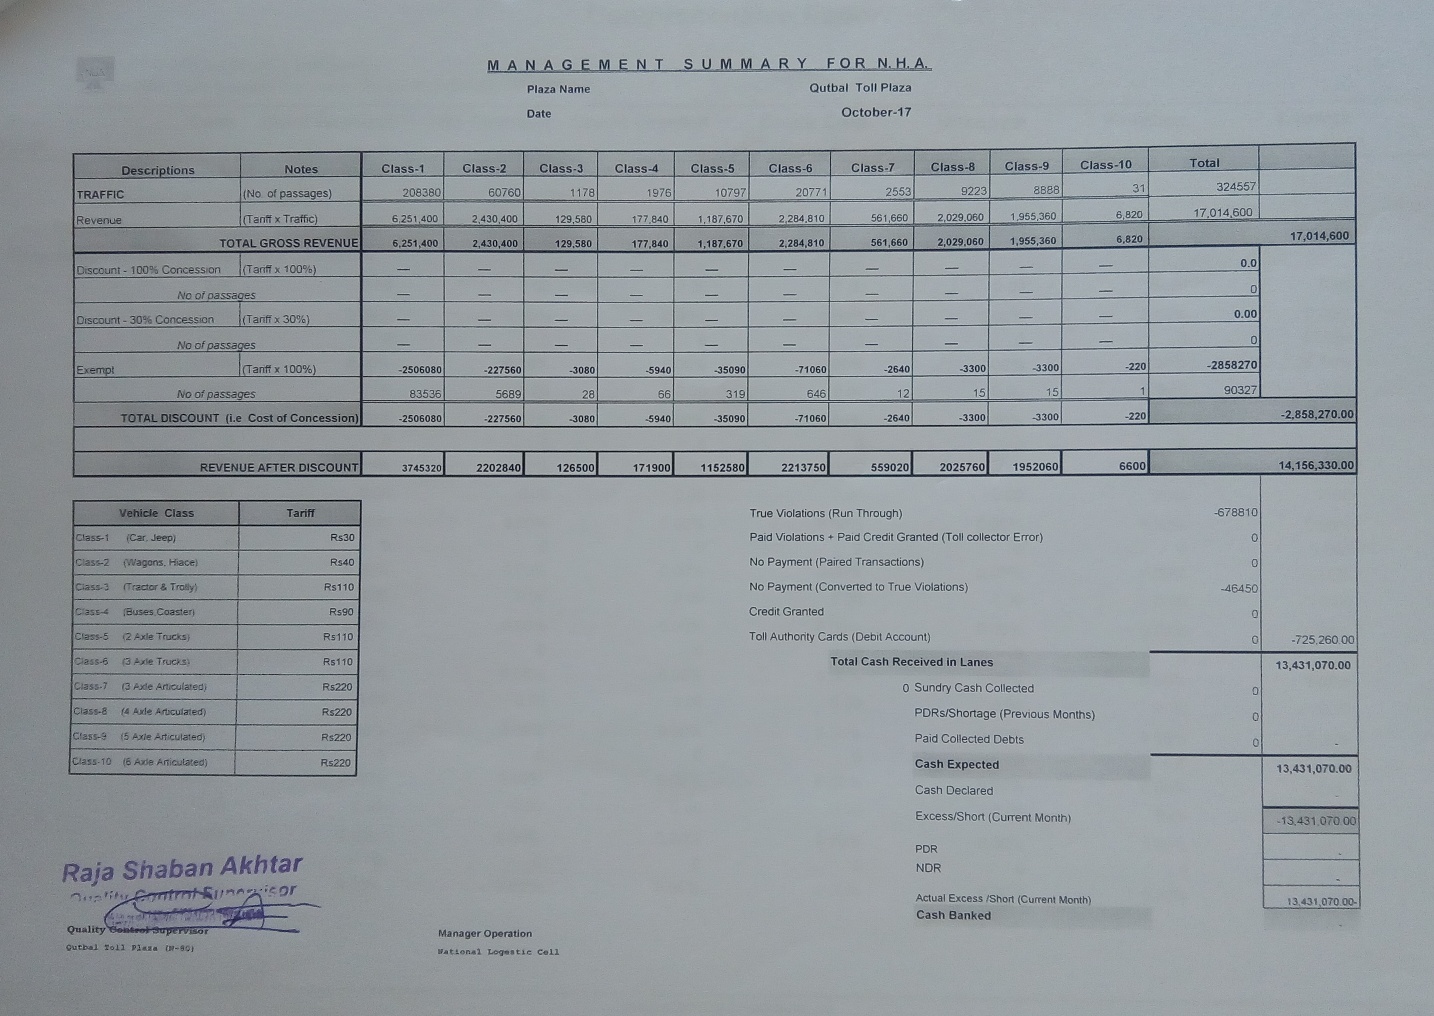 MANAGEMENT SUMMARY FOR N.H.A.
Plaza Name Qutbal Toll Plaza
Date October-17
Descriptions Notes Class-1 Class-2 Class-3 Class-4 Class-5 Class-6 Class-7 Class-8 Class-9 Class-10 Total
TRAFFIC (No. of passages) 208380 60760 1178 1976 10797 20771 2553 9223 8888 31 324557
Revenue (Tariff x Traffic) 6,251,400 2,430,400 129,580 177,840 1,187,670 2,284,810 561,660 2,029,060 1,955,360 6,820 17,014,600
TOTAL GROSS REVENUE 6,251,400 2,430,400 129,580 177,840 1,187,670 2,284,810 561,660 2,029,060 1,955,360 6,820 17,014,600
Discount - 100% Concession (Tariff x 100%) — — — — — — — — — — 0.0
No of passages — — — — — — — — — — 0
Discount - 30% Concession (Tariff x 30%) — — — — — — — — — — 0.00
No of passages — — — — — — — — — — 0
Exempt (Tariff x 100%) -2506080 -227560 -3080 -5940 -35090 -71060 -2640 -3300 -3300 -220 -2858270
No of passages 83536 5689 28 66 319 646 12 15 15 1 90327
TOTAL DISCOUNT (i.e Cost of Concession) -2506080 -227560 -3080 -5940 -35090 -71060 -2640 -3300 -3300 -220 -2,858,270.00
REVENUE AFTER DISCOUNT 3745320 2202840 126500 171900 1152580 2213750 559020 2025760 1952060 6600 14,156,330.00
Vehicle Class Tariff
Class-1 (Car, Jeep) Rs30
Class-2 (Wagons, Hiace) Rs40
Class-3 (Tractor & Trolly) Rs110
Class-4 (Buses,Coaster) Rs90
Class-5 (2 Axle Trucks) Rs110
Class-6 (3 Axle Trucks) Rs110
Class-7 (3 Axle Articulated) Rs220
Class-8 (4 Axle Articulated) Rs220
Class-9 (5 Axle Articulated) Rs220
Class-10 (6 Axle Articulated) Rs220
True Violations (Run Through) -678810
Paid Violations + Paid Credit Granted (Toll collector Error) 0
No Payment (Paired Transactions) 0
No Payment (Converted to True Violations) -46450
Credit Granted 0
Toll Authority Cards (Debit Account) 0 -725,260.00
Total Cash Received in Lanes 13,431,070.00
0 Sundry Cash Collected 0
PDRs/Shortage (Previous Months) 0
Paid Collected Debts 0 -
Cash Expected 13,431,070.00
Cash Declared -
Excess/Short (Current Month) -13,431,070.00
PDR -
NDR -
Actual Excess /Short (Current Month) 13,431,070.00-
Cash Banked
Raja Shaban Akhtar
Quality Control Supervisor
Quality Control Supervisor
Qutbal Toll Plaza (N-80)
Manager Operation
National Logestic Cell